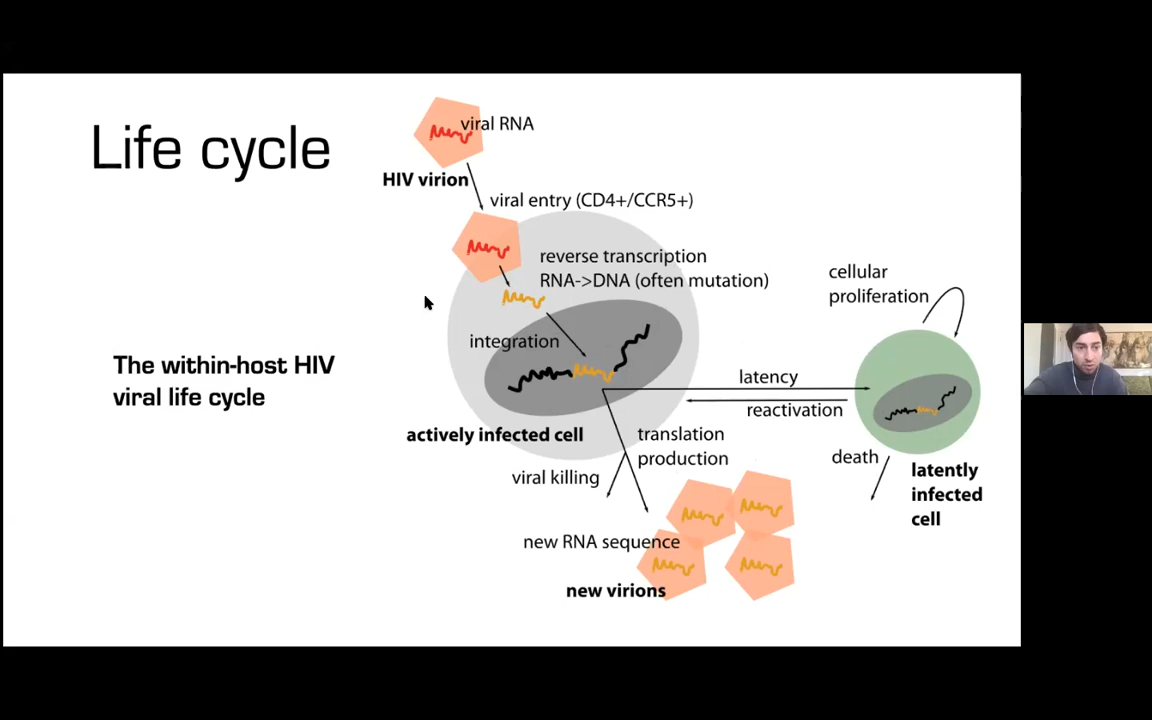 Life cycle
The within-host HIV
viral life cycle
viral RNA
HIV virion
viral entry (CD4+/CCR5+)
reverse transcription
RNA->DNA (often mutation)
integration
actively infected cell
latency
reactivation
cellular
proliferation
death
latently
infected
cell
translation
production
viral killing
new RNA sequence
new virions